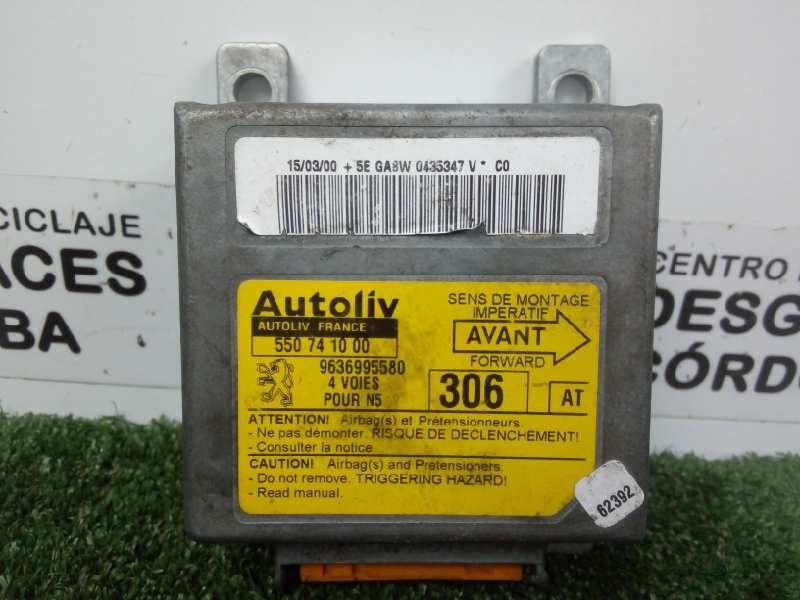 15/03/00 + 5E GA8W 0435347 V * C0
Autoliv
AUTOLIV FRANCE
550 74 10 00
9636995580
4 VOIES
POUR N5
SENS DE MONTAGE
IMPERATIF
AVANT
FORWARD
306
AT
ATTENTION! Airbag(s) et Prétensionneurs.
- Ne pas démonter. RISQUE DE DECLENCHEMENT!
- Consulter la notice
CAUTION! Airbag(s) and Pretensioners.
- Do not remove. TRIGGERING HAZARD!
- Read manual.
62392
CICLAJE
ACES
BA
CENTRO
DESG
CÓRDO